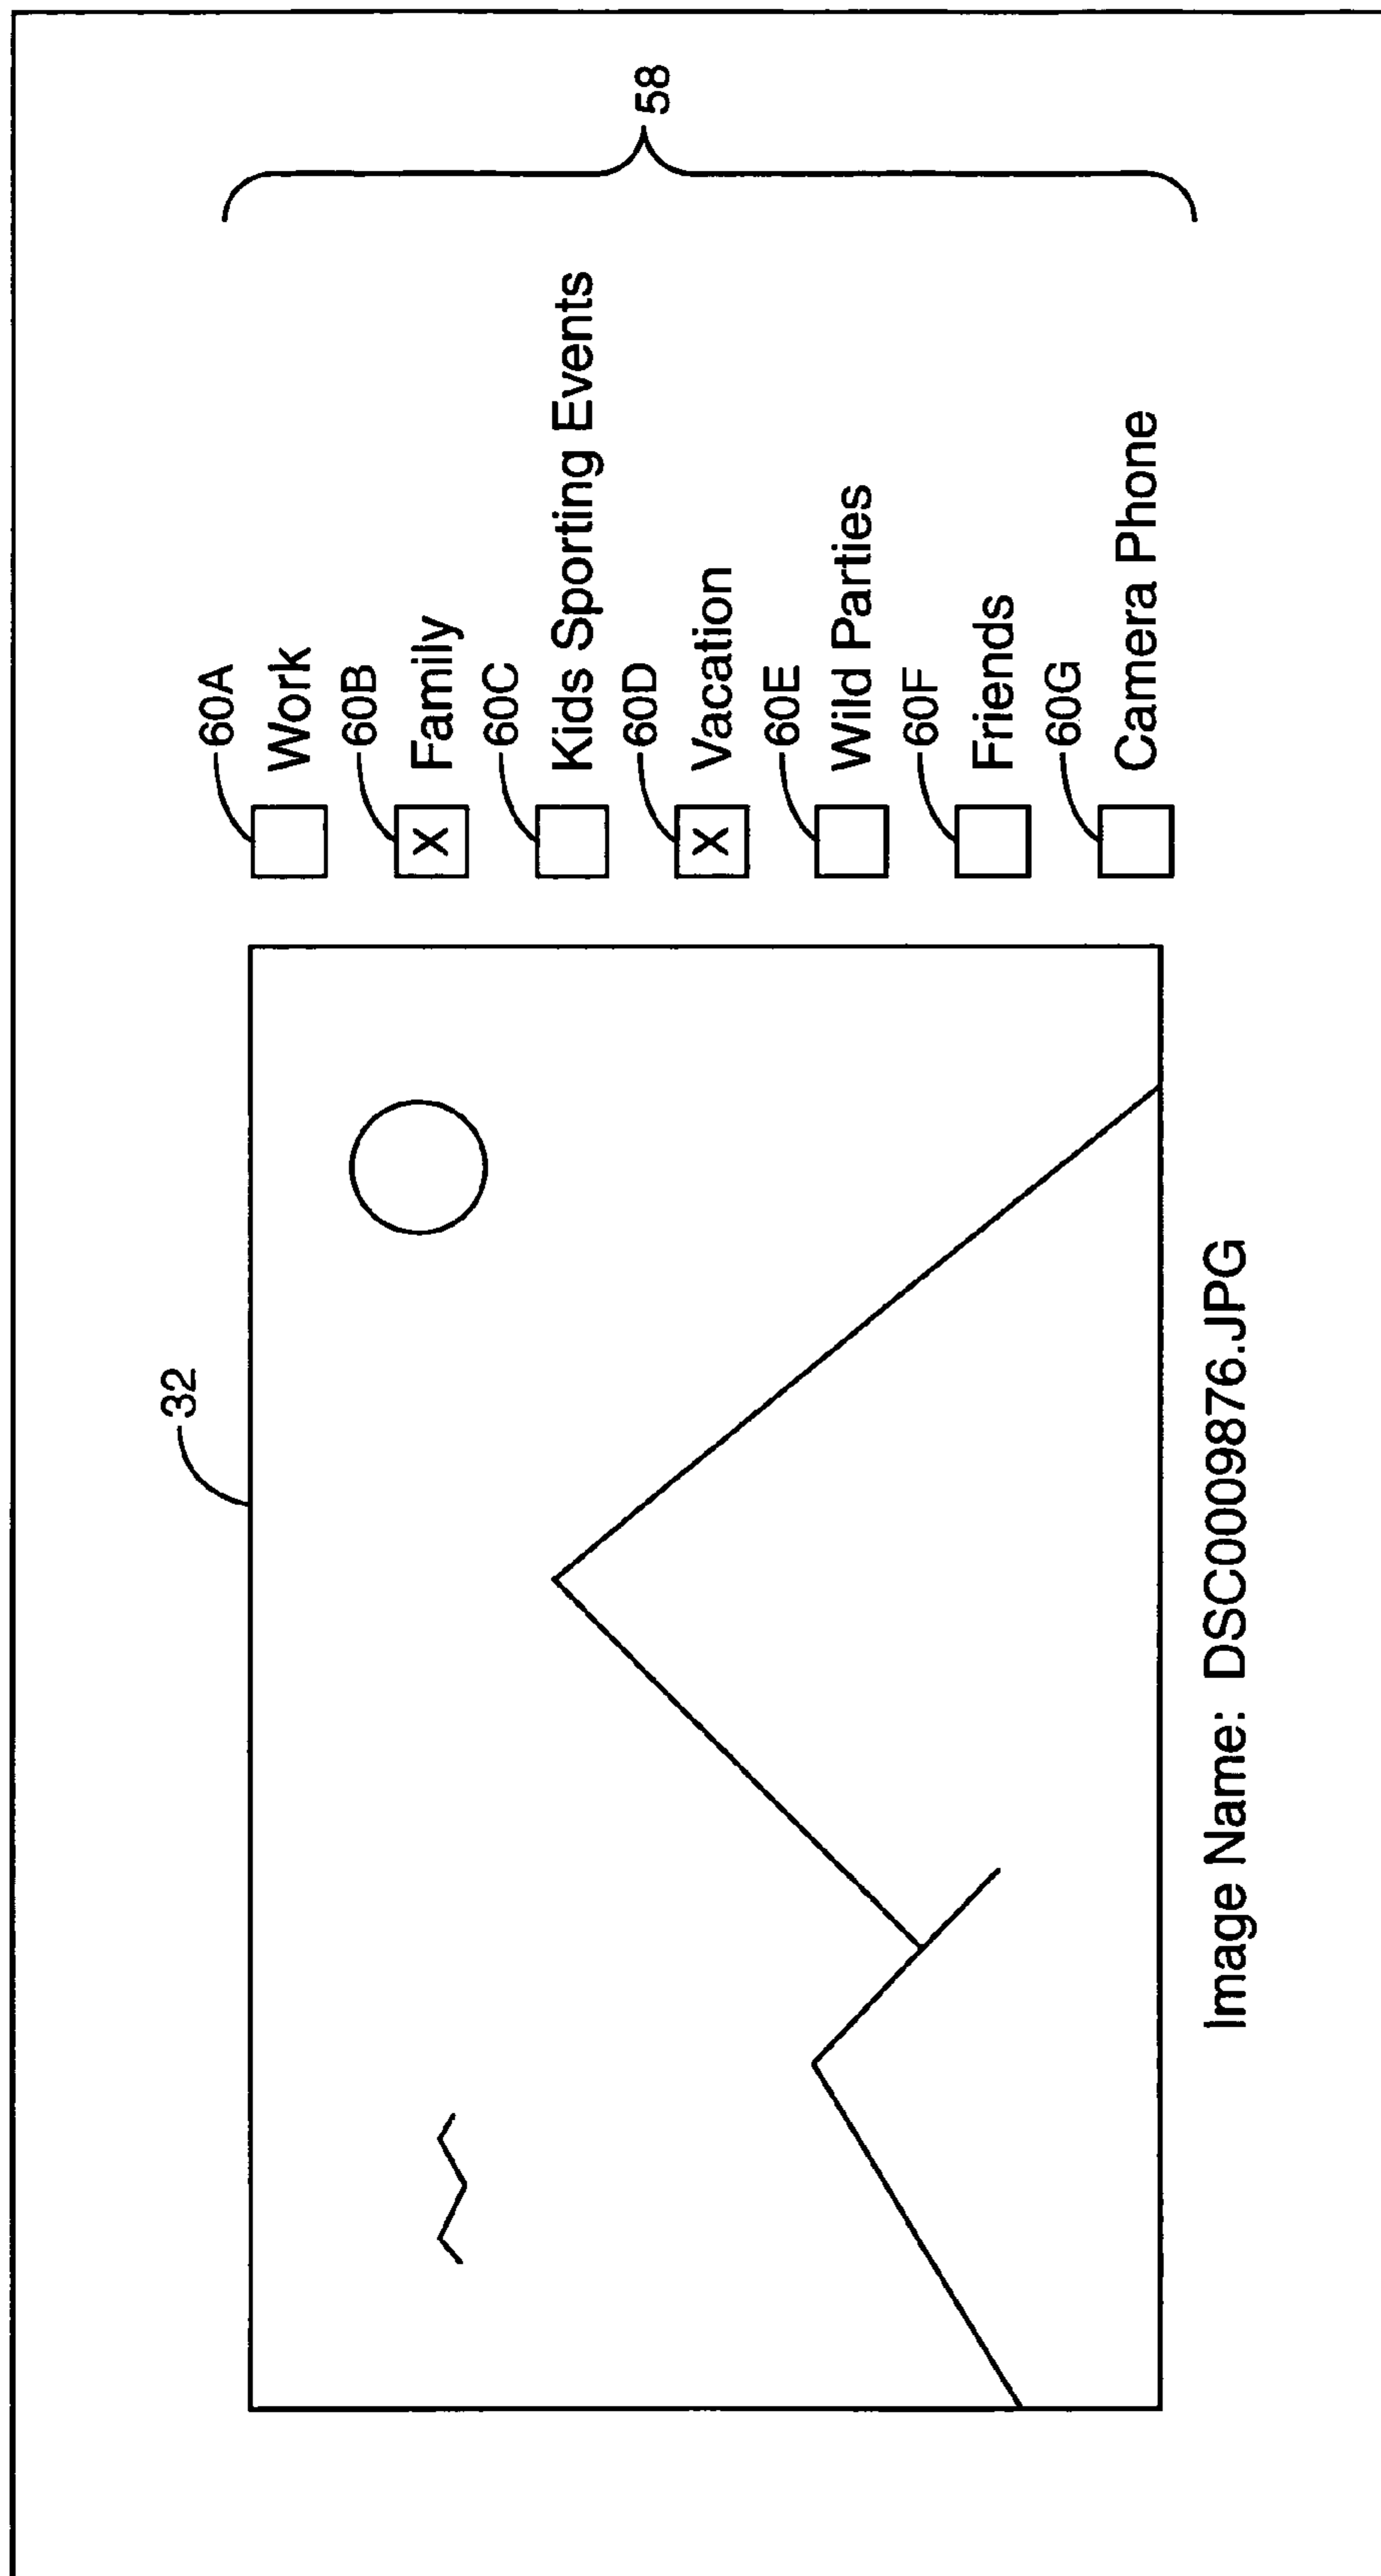 32
60A
Work
60B
Family
60C
Kids Sporting Events
60D
Vacation
60E
Wild Parties
60F
Friends
60G
Camera Phone
58
X
X
Image Name: DSC0009876.JPG